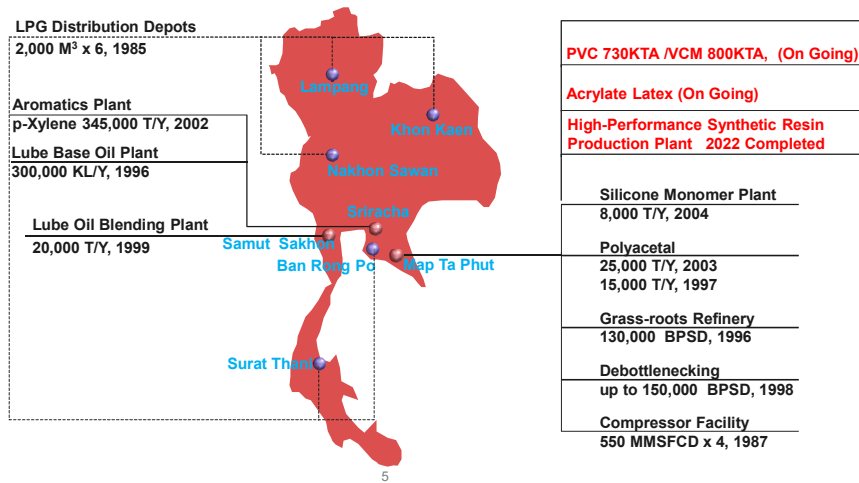 LPG Distribution Depots
2,000 M³ x 6, 1985
Aromatics Plant
p-Xylene 345,000 T/Y, 2002
Lube Base Oil Plant
300,000 KL/Y, 1996
Lube Oil Blending Plant
20,000 T/Y, 1999
Lampang
Khon Keen
Nakhon Sawan
Sriracha
Samut Sakhon
Ban Rong Po
Map Ta Phut
Surat Thani
PVC 730KTA /VCM 800KTA, (On Going)
Acrylate Latex (On Going)
High-Performance Synthetic Resin
Production Plant 2022 Completed
Silicone Monomer Plant
8,000 T/Y, 2004
Polyacetal
25,000 T/Y, 2003
15,000 T/Y, 1997
Grass-roots Refinery
130,000 BPSD, 1996
Debottlenecking
up to 150,000 BPSD, 1998
Compressor Facility
550 MMSFCD x 4, 1987
5